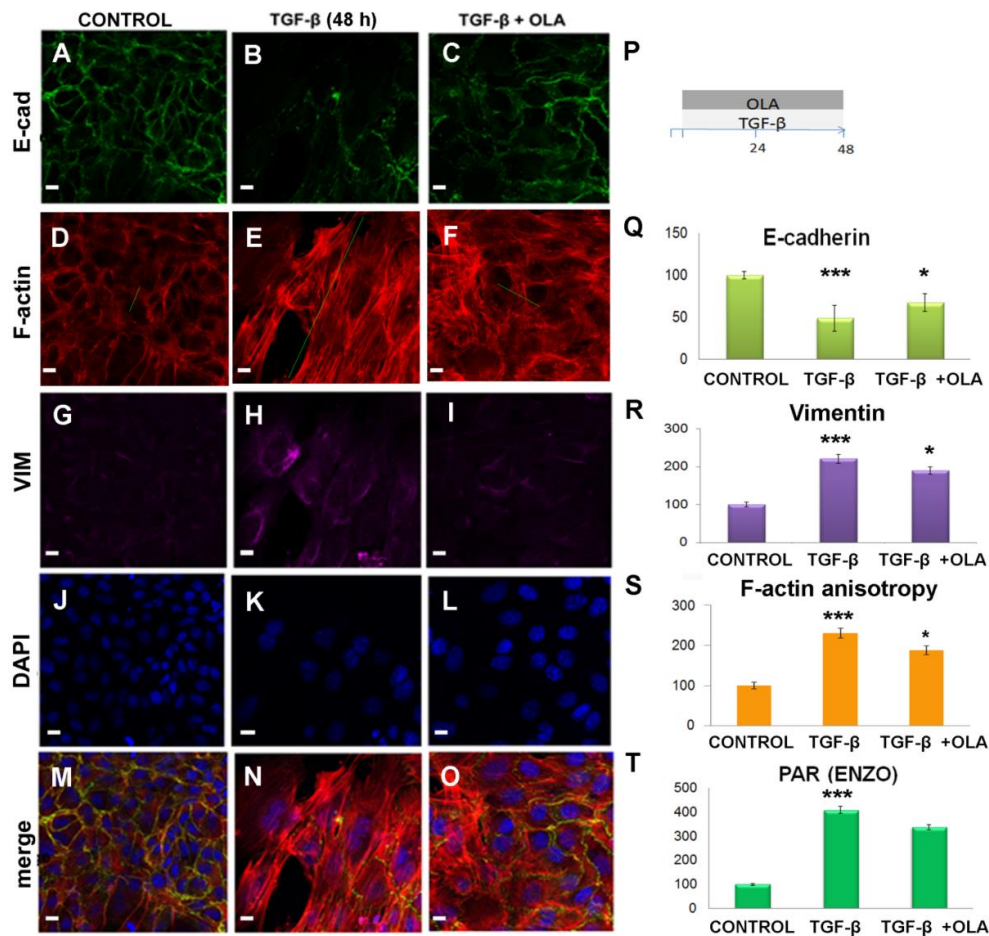 CONTROL
TGF-β (48 h)
TGF-β + OLA
E-cad
A
B
C
F-actin
D
E
F
VIM
G
H
I
DAPI
J
K
L
merge
M
N
O
P
OLA
TGF-β
24
48
Q
E-cadherin
150
100
50
0
***
*
CONTROL TGF-β TGF-β +OLA
R
Vimentin
300
200
100
0
***
*
CONTROL TGF-β TGF-β +OLA
S
F-actin anisotropy
300
200
100
0
***
*
CONTROL TGF-β TGF-β +OLA
T
PAR (ENZO)
500
400
300
200
100
0
***
CONTROL TGF-β TGF-β +OLA